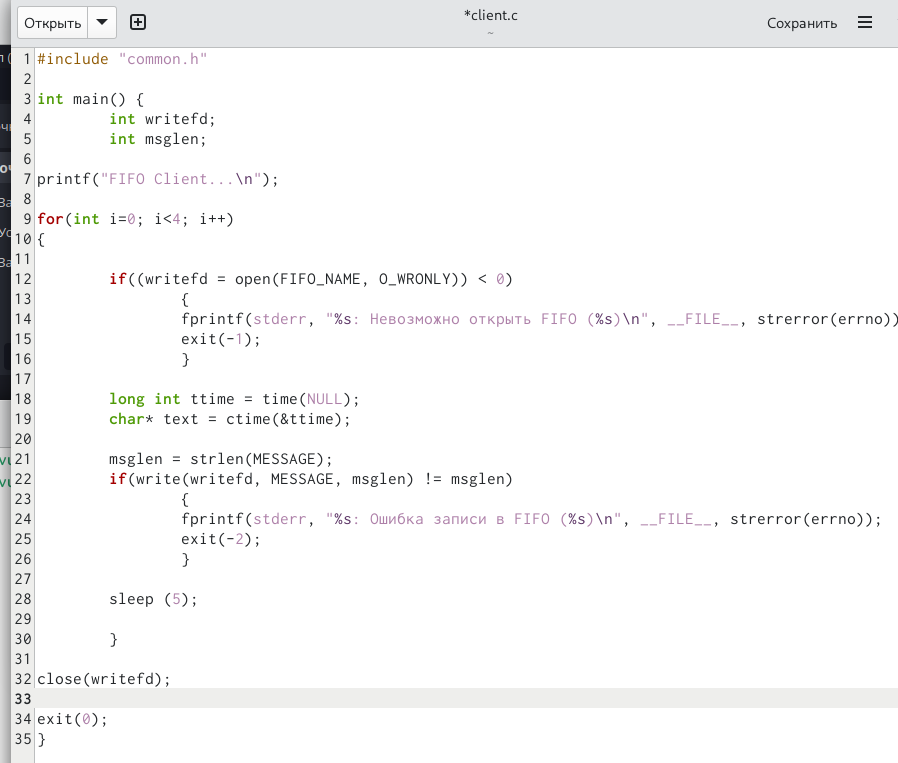 Открыть
*client.c
~
Сохранить
1 #include "common.h"
2
3 int main() {
4 int writefd;
5 int msglen;
6
7 printf("FIFO Client...\n");
8
9 for(int i=0; i<4; i++)
10 {
11
12 if((writefd = open(FIFO_NAME, O_WRONLY)) < 0)
13 {
14 fprintf(stderr, "%s: Невозможно открыть FIFO (%s)\n", __FILE__, strerror(errno))
15 exit(-1);
16 }
17
18 long int ttime = time(NULL);
19 char* text = ctime(&ttime);
20
21 msglen = strlen(MESSAGE);
22 if(write(writefd, MESSAGE, msglen) != msglen)
23 {
24 fprintf(stderr, "%s: Ошибка записи в FIFO (%s)\n", __FILE__, strerror(errno));
25 exit(-2);
26 }
27
28 sleep (5);
29
30 }
31
32 close(writefd);
33
34 exit(0);
35 }